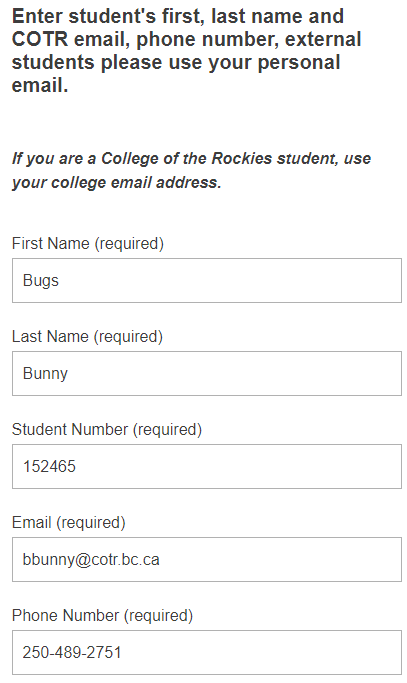 Enter student's first, last name and
COTR email, phone number, external
students please use your personal
email.
If you are a College of the Rockies student, use
your college email address.
First Name (required)
Bugs
Last Name (required)
Bunny
Student Number (required)
152465
Email (required)
bbunny@cotr.bc.ca
Phone Number (required)
250-489-2751